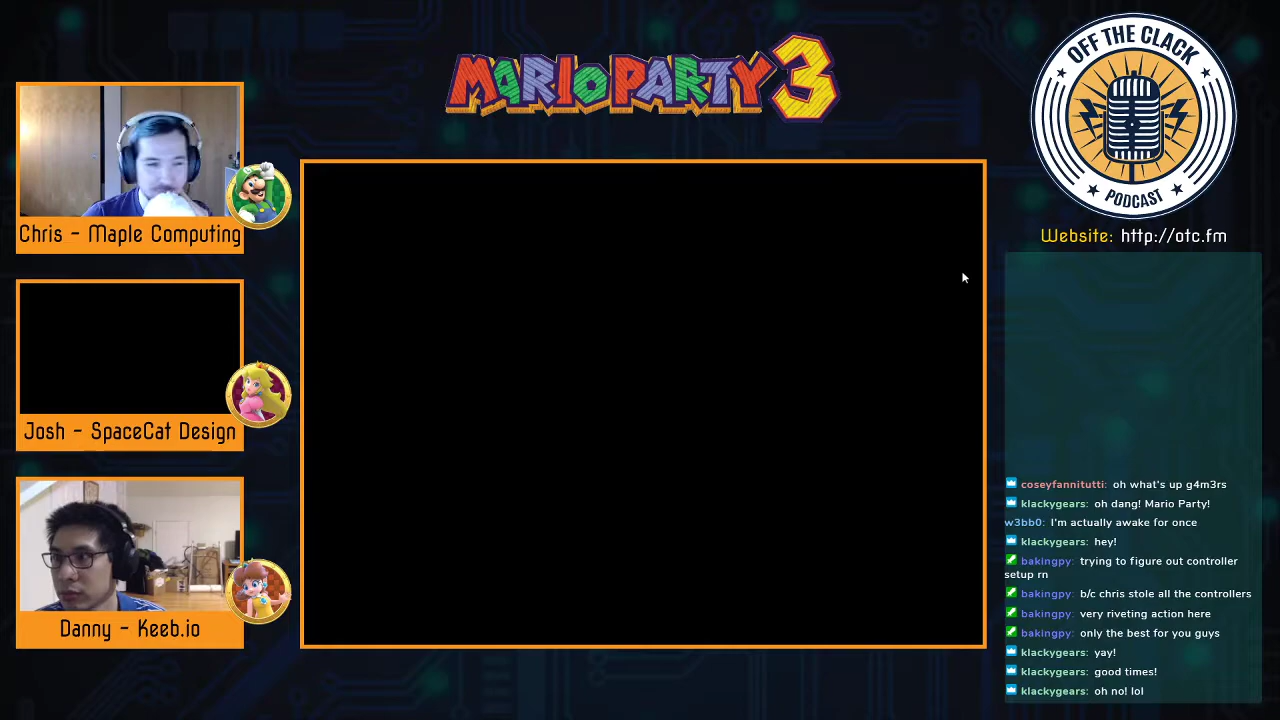 MARIO PARTY 3
OFF THE CLACK
PODCAST
Website: http://otc.fm
Chris - Maple Computing
Josh - SpaceCat Design
Danny - Keeb.io
coseyfannitutti: oh what's up g4m3rs
klackygears: oh dang! Mario Party!
w3bb0: I'm actually awake for once
klackygears: hey!
bakingpy: trying to figure out controller
setup rn
bakingpy: b/c chris stole all the controllers
bakingpy: very riveting action here
bakingpy: only the best for you guys
klackygears: yay!
klackygears: good times!
klackygears: oh no! lol